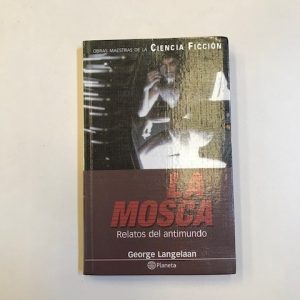 OBRAS MAESTRAS DE LA CIENCIA FICCIÓN
LA
MOSCA
Relatos del antimundo
George Langelaan
Planeta